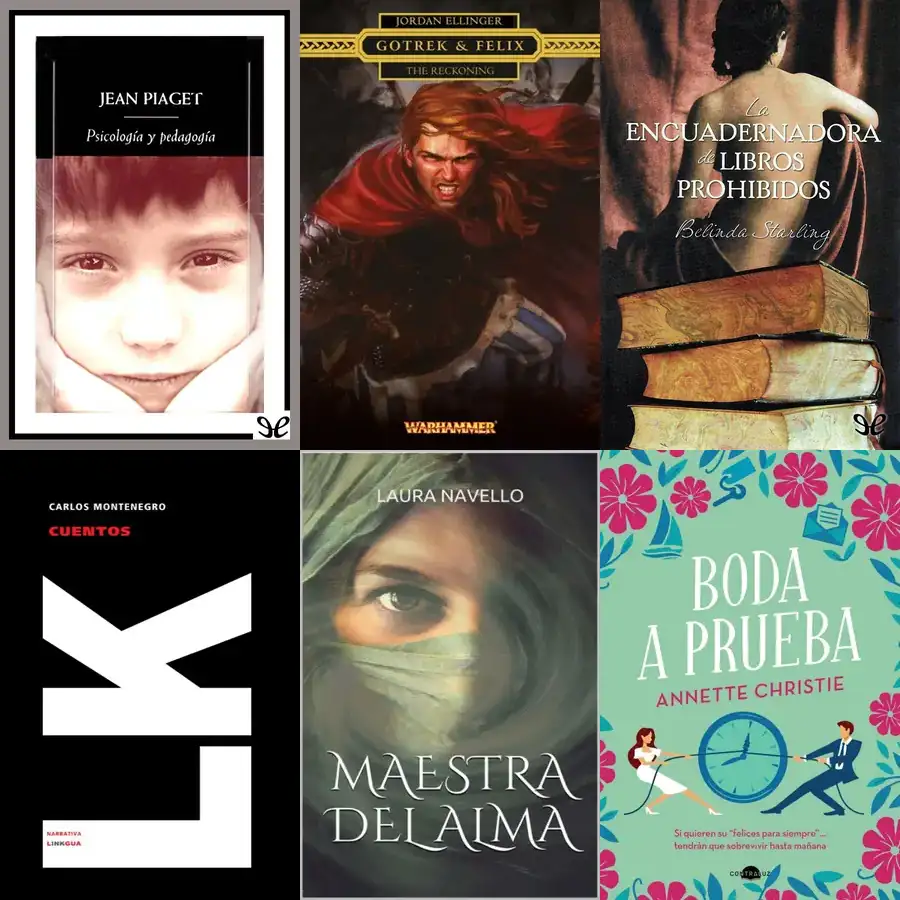 JEAN PIAGET
Psicología y pedagogía
JORDAN ELLINGER
GOTREK & FELIX
THE RECKONING
WARHAMMER
La
ENCUADERNADORA
de LIBROS
PROHIBIDOS
Belinda Starling
CARLOS MONTENEGRO
CUENTOS
LK
NARRATIVA
LINKGUA
LAURA NAVELLO
MAESTRA
DEL ALMA
BODA
A PRUEBA
ANNETTE CHRISTIE
Si quieren su "felices para siempre"...
tendrán que sobrevivir hasta mañana
CONTRALUZ